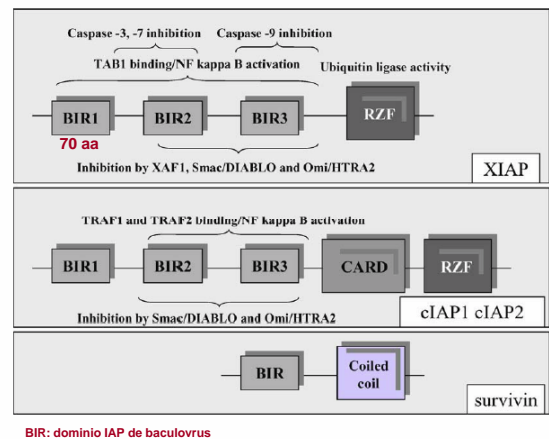 Caspase -3, -7 inhibition
Caspase -9 inhibition
TAB1 binding/NF kappa B activation
Ubiquitin ligase activity
BIR1
BIR2
BIR3
RZF
70 aa
Inhibition by XAF1, Smac/DIABLO and Omi/HTRA2
XIAP
TRAF1 and TRAF2 binding/NF kappa B activation
BIR1
BIR2
BIR3
CARD
RZF
Inhibition by Smac/DIABLO and Omi/HTRA2
cIAP1 cIAP2
BIR
Coiled
coil
survivin
BIR: dominio IAP de baculovrus